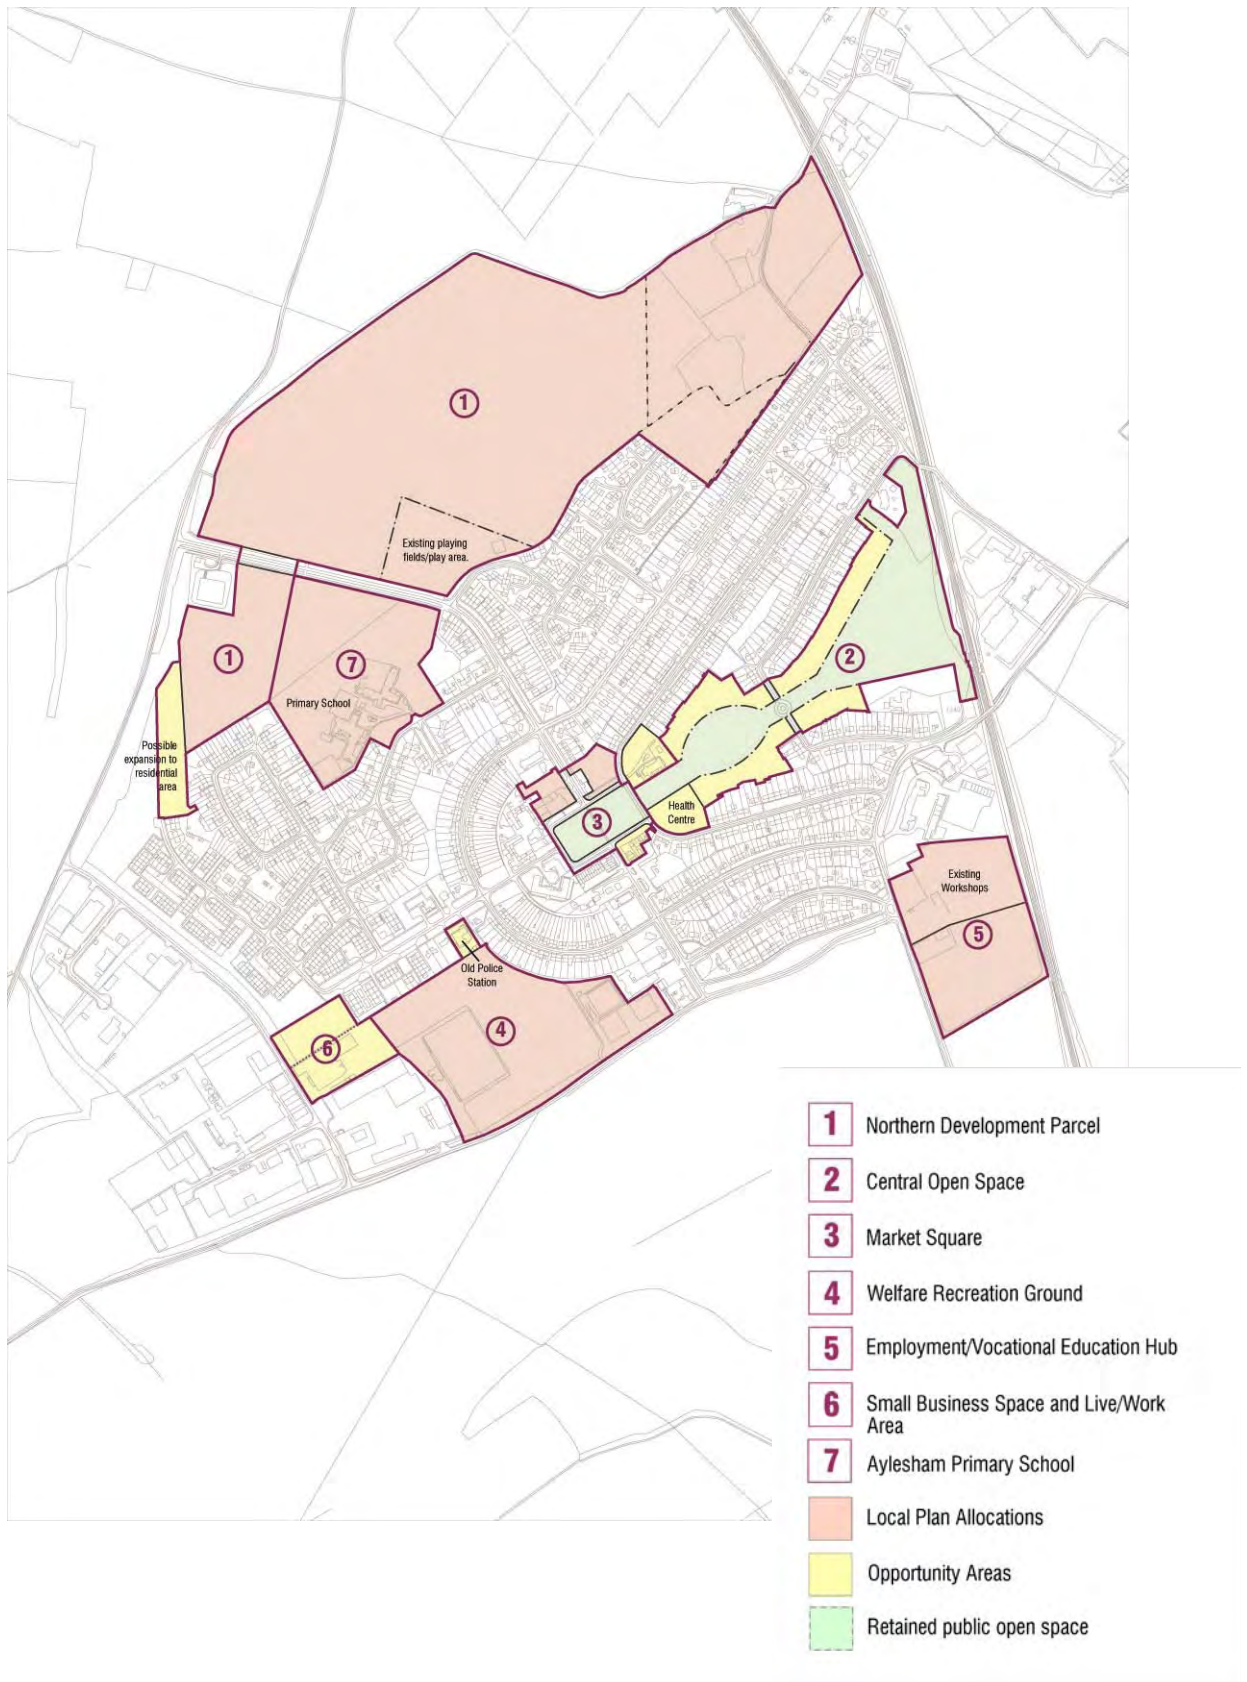 1
Existing playing
fields/play area.
1
7
Primary School
2
Possible
expansion to
residential
area
Health
Centre
3
Existing
Workshops
5
Old Police
Station
4
6
1 Northern Development Parcel
2 Central Open Space
3 Market Square
4 Welfare Recreation Ground
5 Employment/Vocational Education Hub
6 Small Business Space and Live/Work
Area
7 Aylesham Primary School
Local Plan Allocations
Opportunity Areas
Retained public open space